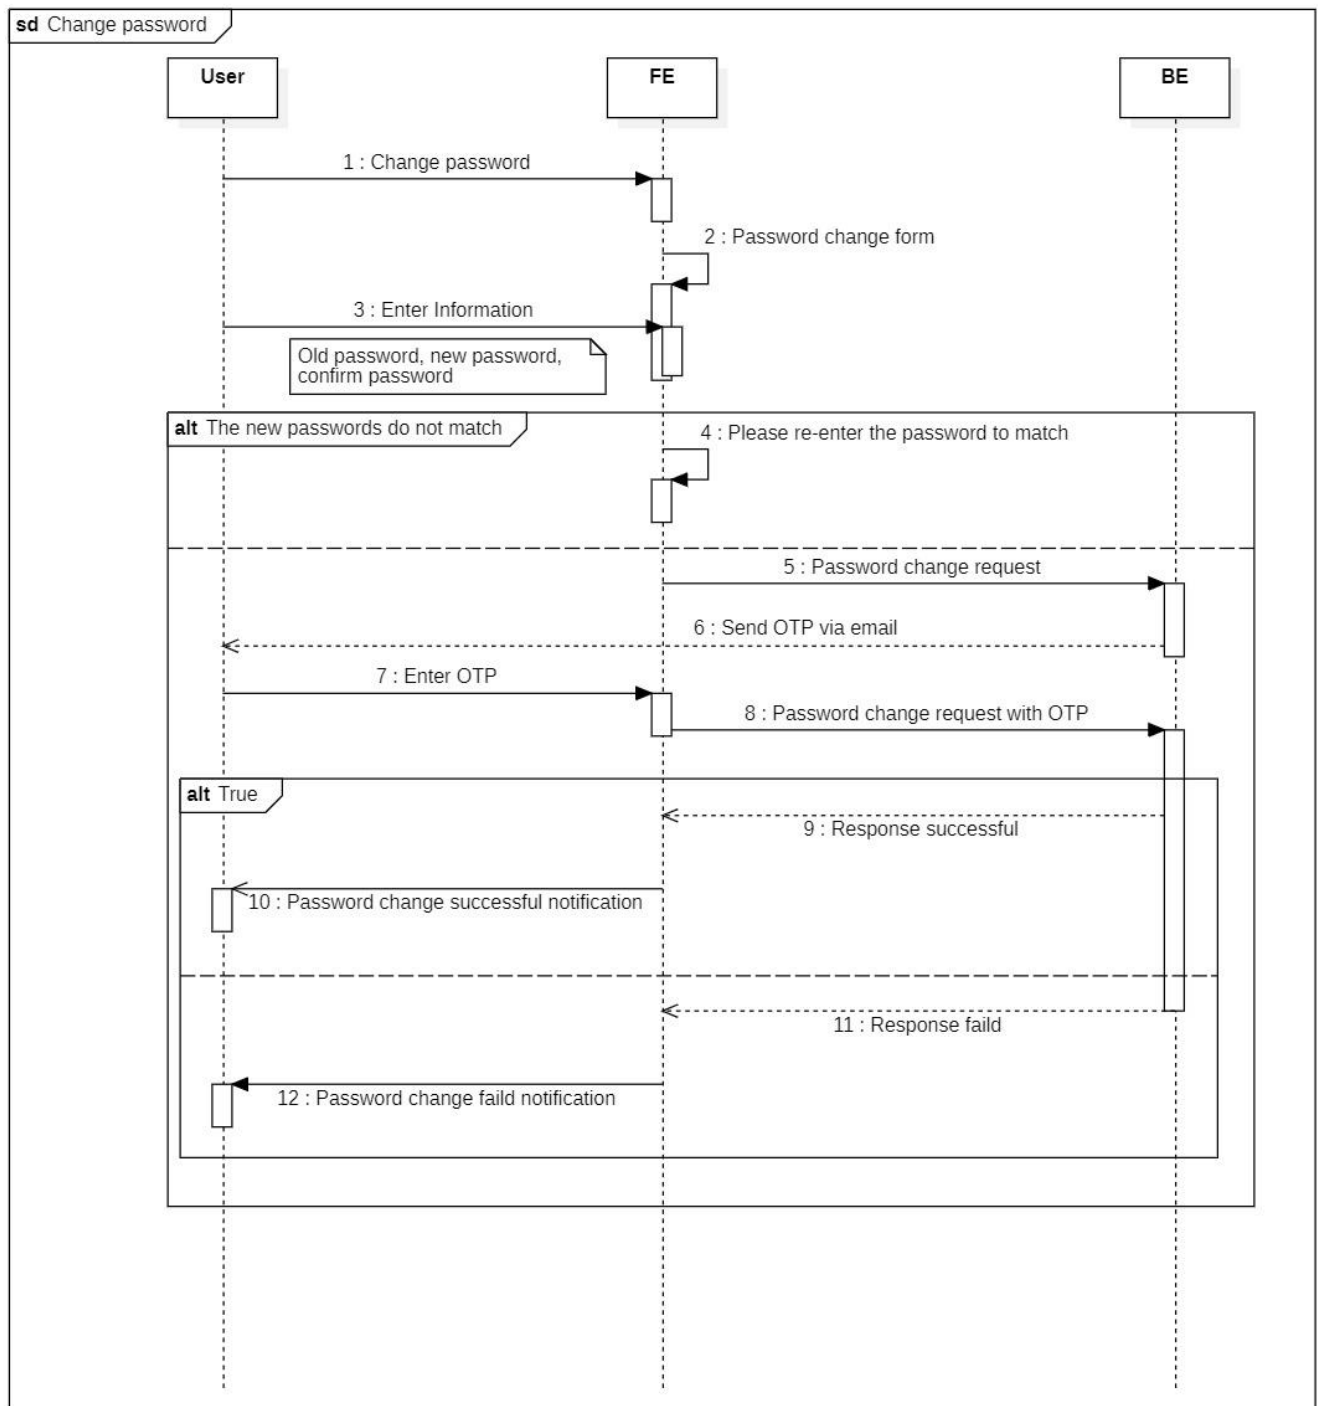 sd Change password
User
FE
BE
1 : Change password
2 : Password change form
3 : Enter Information
Old password, new password,
confirm password
alt The new passwords do not match
4 : Please re-enter the password to match
5 : Password change request
6 : Send OTP via email
7 : Enter OTP
8 : Password change request with OTP
alt True
9 : Response successful
10 : Password change successful notification
11 : Response faild
12 : Password change faild notification